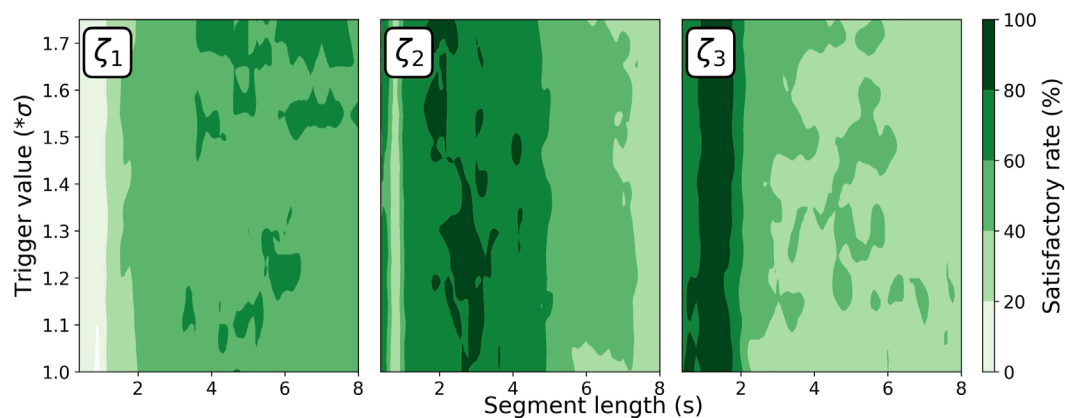 ζ1
ζ2
ζ3
Trigger value (*σ)
1.7
1.6
1.5
1.4
1.3
1.2
1.1
1.0
2 4 6 8
2 4 6 8
2 4 6 8
Segment length (s)
100
80
60
40
20
0
Satisfactory rate (%)